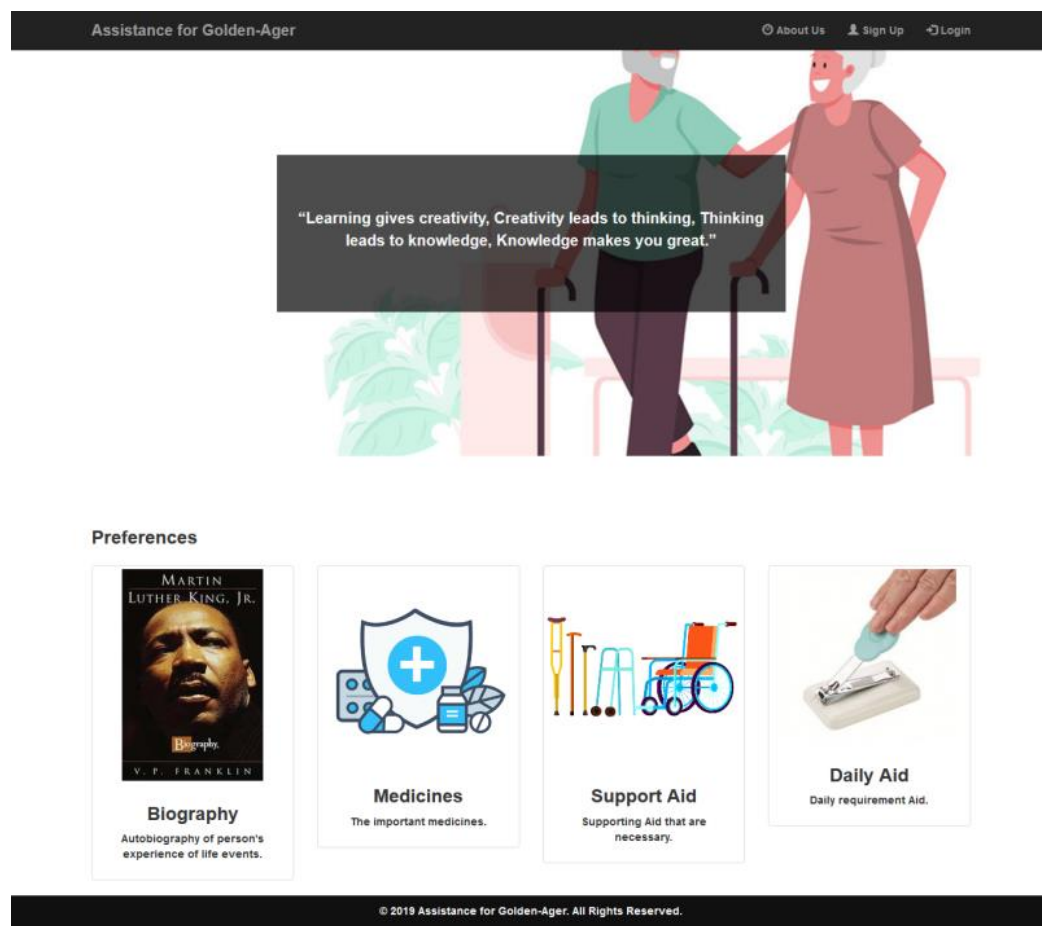 Assistance for Golden-Ager
About Us
Sign Up
Login
“Learning gives creativity, Creativity leads to thinking, Thinking
leads to knowledge, Knowledge makes you great.”
Preferences
MARTIN
LUTHER KING, JR.
Biography.
V. P. FRANKLIN
Biography
Autobiography of person's
experience of life events.
Medicines
The important medicines.
Support Aid
Supporting Aid that are
necessary.
Daily Aid
Daily requirement Aid.
© 2019 Assistance for Golden-Ager. All Rights Reserved.